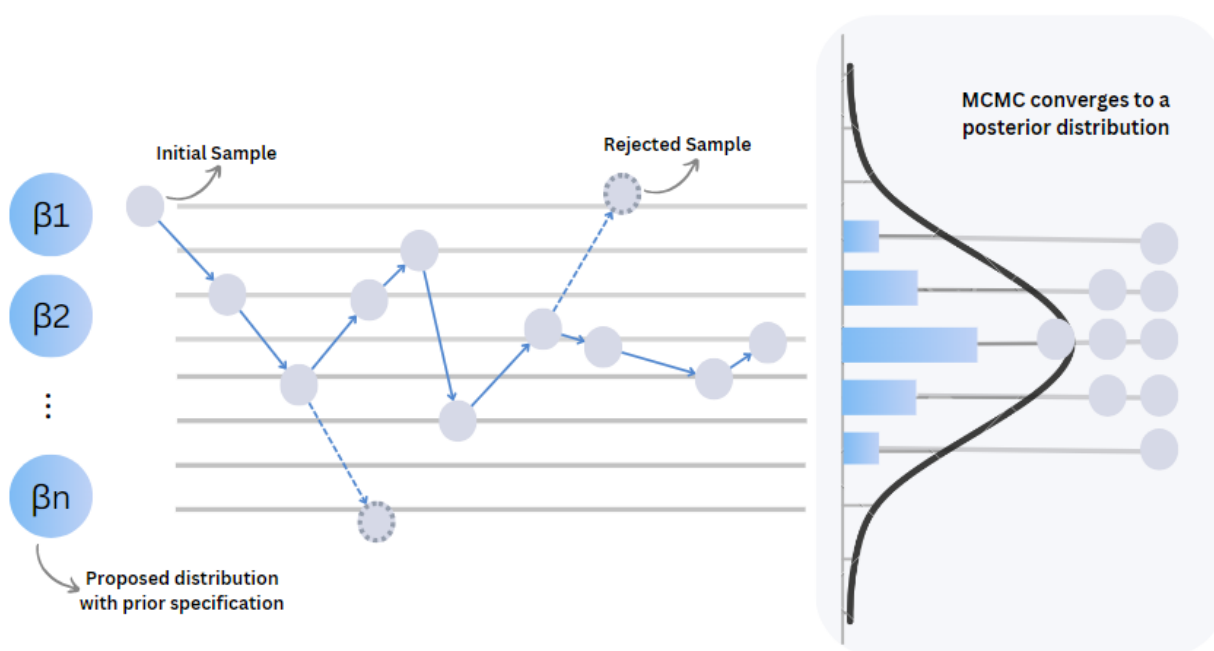 MCMC converges to a
posterior distribution
Initial Sample
Rejected Sample
β1
β2
⋮
βn
Proposed distribution
with prior specification